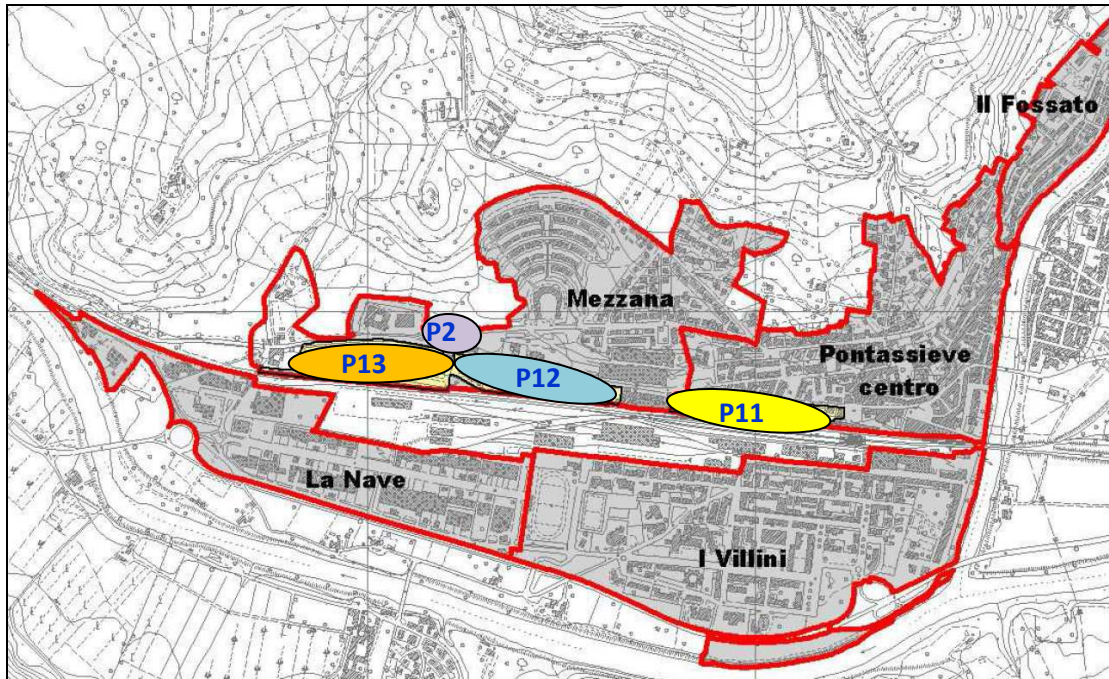 Il Fossato
Mezzana
P2
P13
P12
Pontassieve
centro
P11
La Nave
I Villini